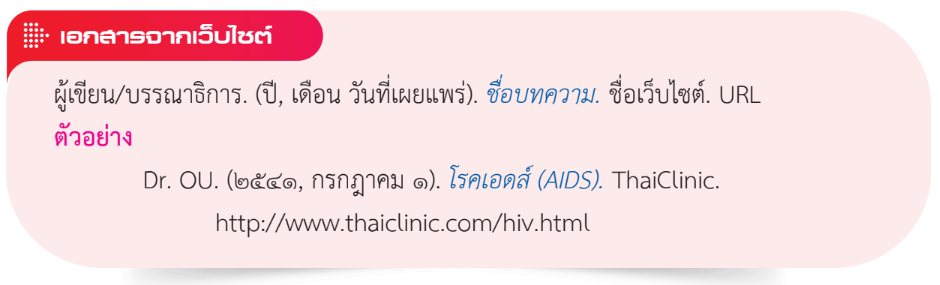 เอกสารจากเว็บไซต์
ผู้เขียน/บรรณาธิการ. (ปี, เดือน วันที่เผยแพร่). ชื่อบทความ. ชื่อเว็บไซต์. URL
ตัวอย่าง
Dr. OU. (๒๕๔๑, กรกฎาคม ๑). โรคเอดส์ (AIDS). ThaiClinic.
http://www.thaiclinic.com/hiv.html